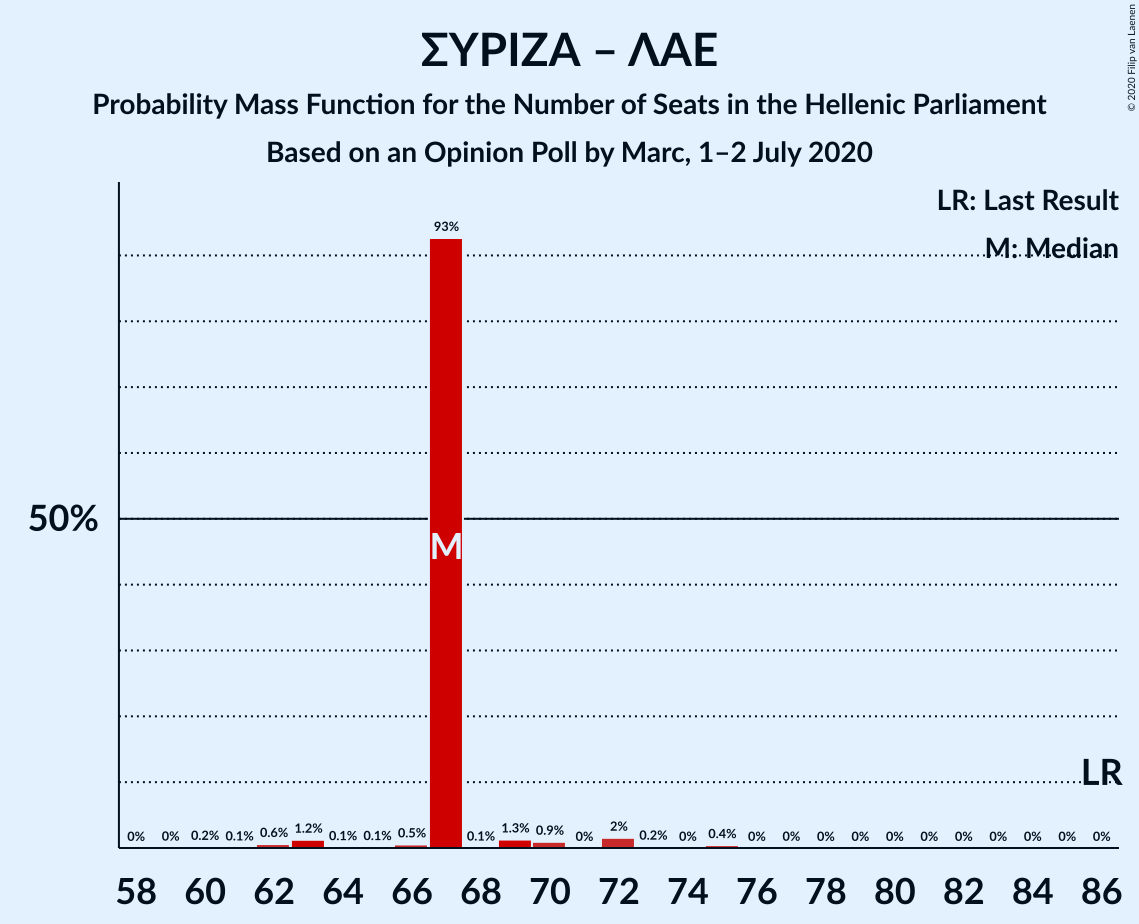 ΣΥΡΙΖΑ – ΛΑΕ
Probability Mass Function for the Number of Seats in the Hellenic Parliament
Based on an Opinion Poll by Marc, 1–2 July 2020
© 2020 Filip van Laenen
LR: Last Result
M: Median
93%
50%
M
LR
0% 0% 0.2% 0.1% 0.6% 1.2% 0.1% 0.1% 0.5% 0.1% 1.3% 0.9% 0% 2% 0.2% 0% 0.4% 0% 0% 0% 0% 0% 0% 0% 0% 0% 0% 0%
58 60 62 64 66 68 70 72 74 76 78 80 82 84 86